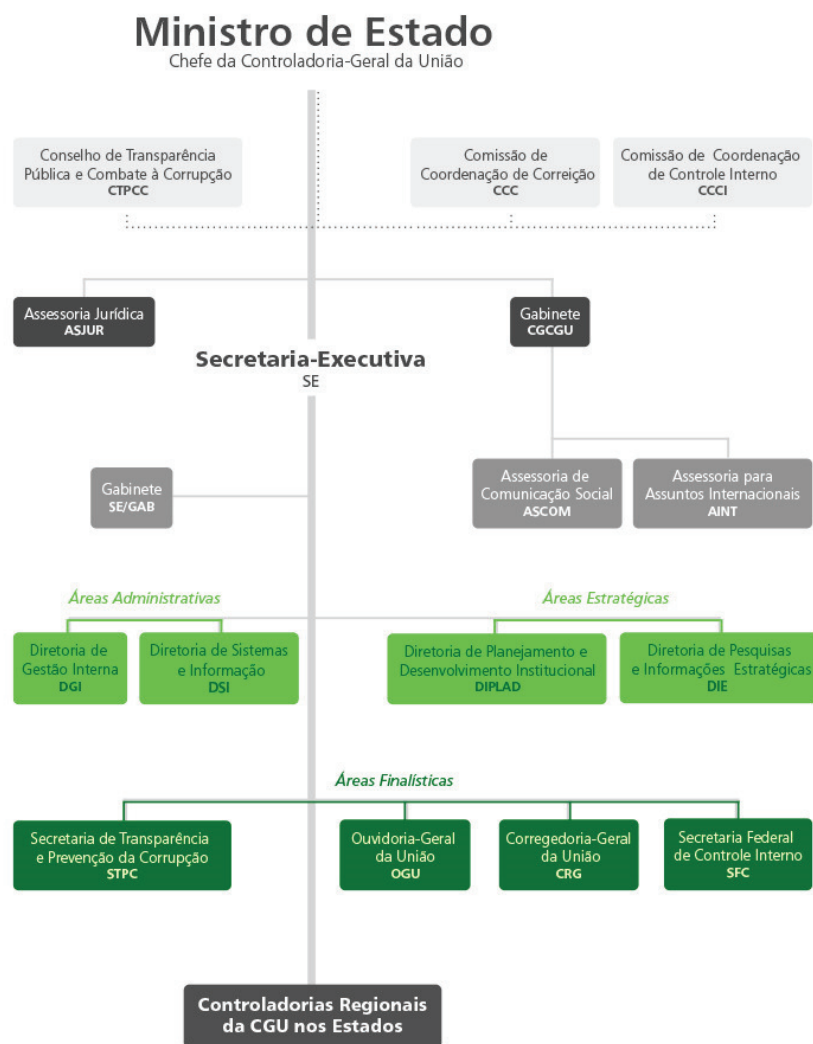 Ministro de Estado
Chefe da Controladoria-Geral da União
Conselho de Transparência
Pública e Combate à Corrupção
CTPCC
Comissão de
Coordenação de Correição
CCC
Comissão de Coordenação
de Controle Interno
CCCI
Assessoria Jurídica
ASJUR
Gabinete
CGCGU
Secretaria-Executiva
SE
Gabinete
SE/GAB
Assessoria de
Comunicação Social
ASCOM
Assessoria para
Assuntos Internacionais
AINT
Áreas Administrativas
Áreas Estratégicas
Diretoria de
Gestão Interna
DGI
Diretoria de Sistemas
e Informação
DSI
Diretoria de Planejamento e
Desenvolvimento Institucional
DIPLAD
Diretoria de Pesquisas
e Informações Estratégicas
DIE
Áreas Finalísticas
Secretaria de Transparência
e Prevenção da Corrupção
STPC
Ouvidoria-Geral
da União
OGU
Corregedoria-Geral
da União
CRG
Secretaria Federal
de Controle Interno
SFC
Controladorias Regionais
da CGU nos Estados